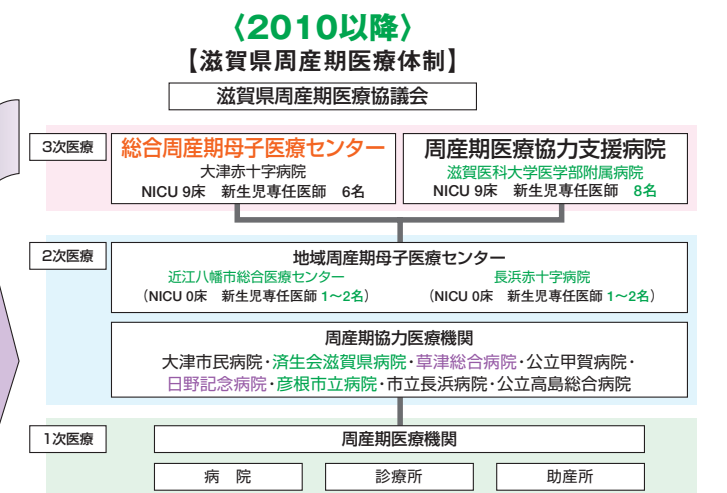 〈2010以降〉
【滋賀県周産期医療体制】
滋賀県周産期医療協議会
3次医療
総合周産期母子医療センター
大津赤十字病院
NICU 9床　新生児専任医師　6名
周産期医療協力支援病院
滋賀医科大学医学部附属病院
NICU 9床　新生児専任医師　8名
2次医療
地域周産期母子医療センター
近江八幡市総合医療センター
（NICU 0床　新生児専任医師 1〜2名）
長浜赤十字病院
（NICU 0床　新生児専任医師 1〜2名）
周産期協力医療機関
大津市民病院・済生会滋賀県病院・草津総合病院・公立甲賀病院・
日野記念病院・彦根市立病院・市立長浜病院・公立高島総合病院
1次医療
周産期医療機関
病　院
診療所
助産所